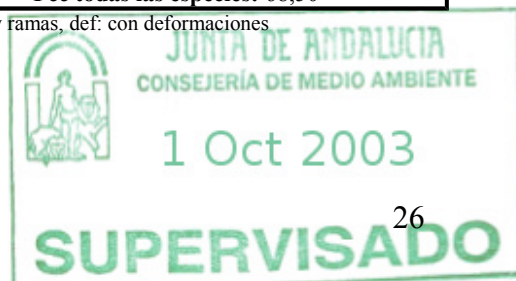 y ramas, def: con deformaciones
JUNTA DE ANDALUCIA
CONSEJERÍA DE MEDIO AMBIENTE
1 Oct 2003
26
SUPERVISADO